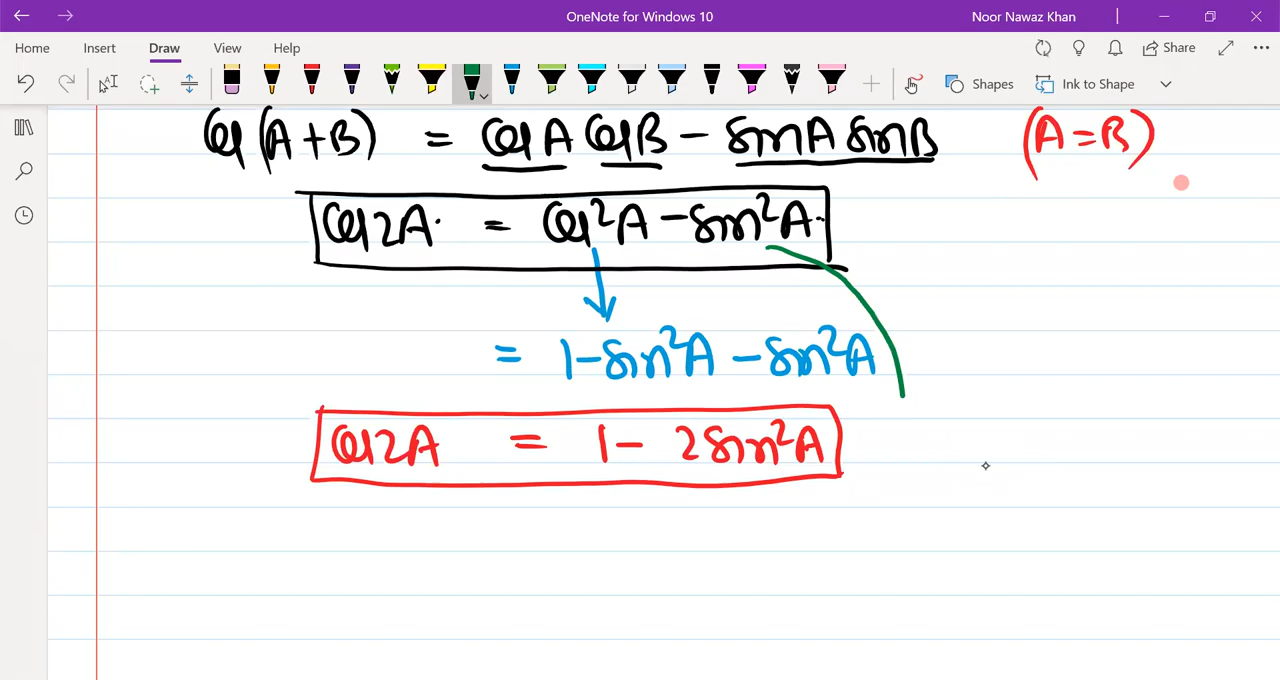 OneNote for Windows 10
Noor Nawaz Khan
Home Insert Draw View Help
Share
Shapes
Ink to Shape
Cos(A+B) = CosA CosB - SinA SinB (A=B)
Cos2A = Cos²A - Sin²A
= 1-Sin²A - Sin²A
Cos2A = 1 - 2Sin²A